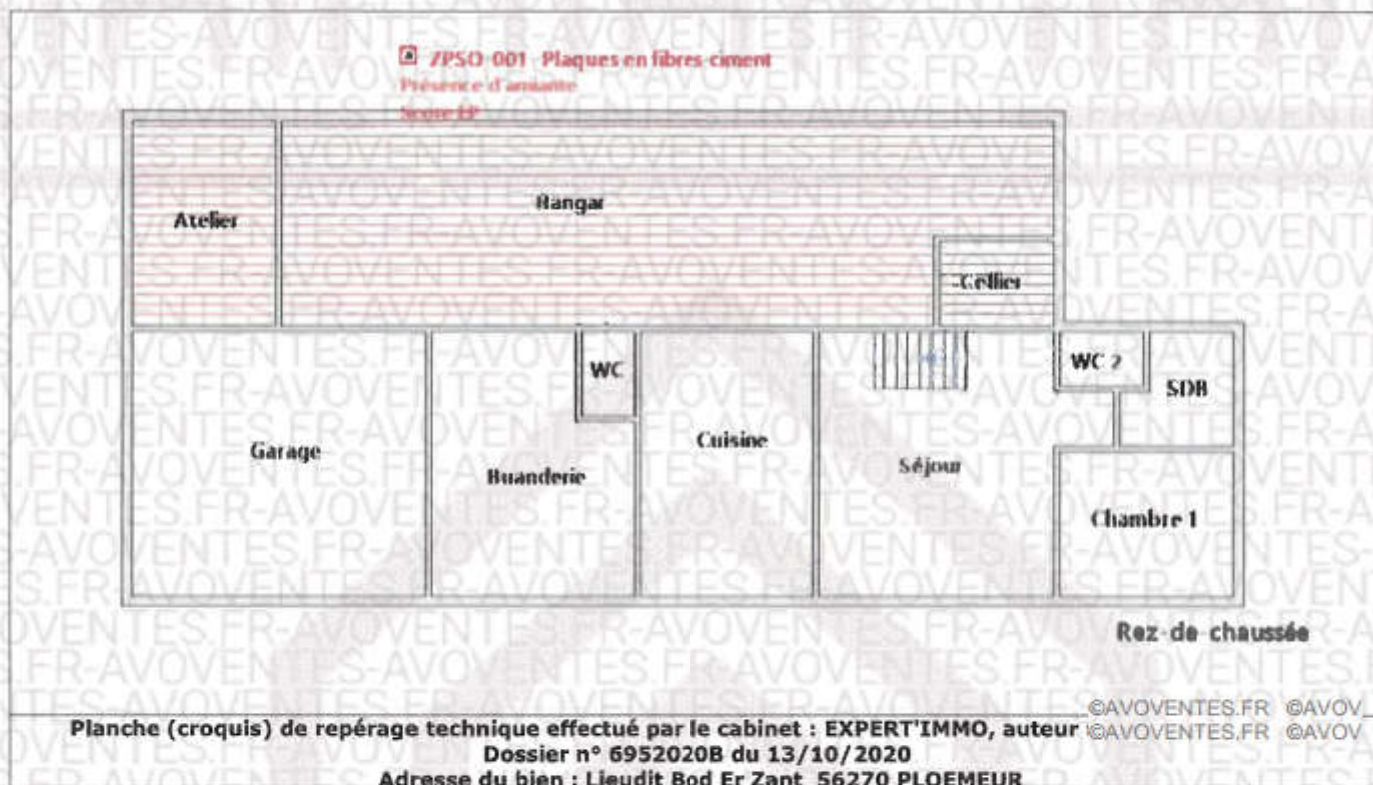 ZPSO-001 Plaques en fibres ciment
Présence d'amiante
Score EP
Atelier
Hangar
Cellier
WC
WC 2
SDB
Garage
Buanderie
Cuisine
Séjour
Chambre 1
Rez de chaussée
©AVOVENTES.FR ©AVOV
Planche (croquis) de repérage technique effectué par le cabinet : EXPERT'IMMO, auteur ©AVOVENTES.FR ©AVOV
Dossier n° 6952020B du 13/10/2020
Adresse du bien : Lieudit Bod Er Zant 56270 PLOEMEUR